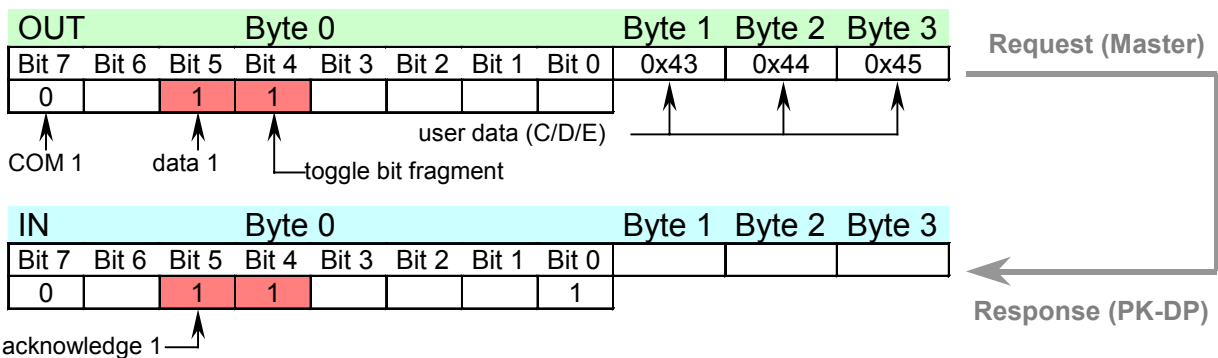 OUT Byte 0 Byte 1 Byte 2 Byte 3
Request (Master)
Bit 7 Bit 6 Bit 5 Bit 4 Bit 3 Bit 2 Bit 1 Bit 0 0x43 0x44 0x45
0 1 1
user data (C/D/E)
COM 1 data 1 toggle bit fragment
IN Byte 0 Byte 1 Byte 2 Byte 3
Bit 7 Bit 6 Bit 5 Bit 4 Bit 3 Bit 2 Bit 1 Bit 0
0 1 1 1
Response (PK-DP)
acknowledge 1